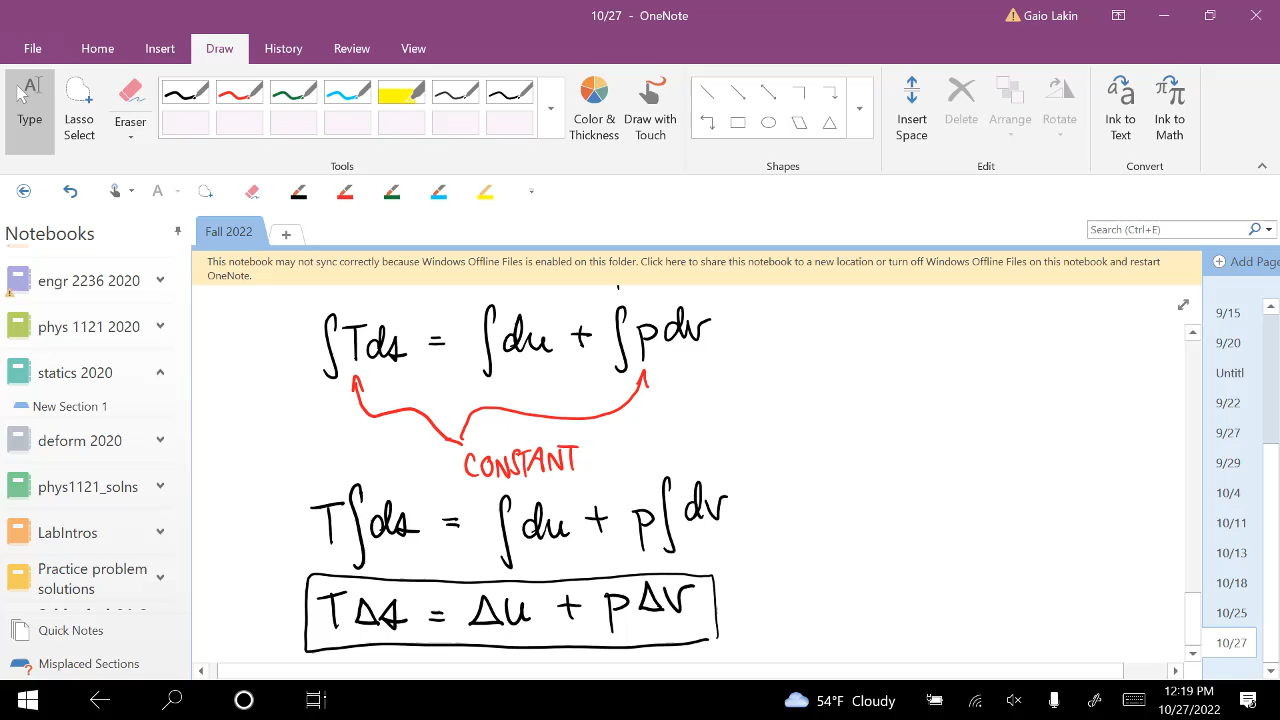 10/27 - OneNote
Gaio Lakin
File Home Insert Draw History Review View
Type
Lasso Select
Eraser
Color & Thickness
Draw with Touch
Insert Space
Delete
Arrange
Rotate
Ink to Text
Ink to Math
Tools
Shapes
Edit
Convert
Notebooks
Fall 2022
Search (Ctrl+E)
This notebook may not sync correctly because Windows Offline Files is enabled on this folder. Click here to share this notebook to a new location or turn off Windows Offline Files on this notebook and restart
OneNote.
Add Page
engr 2236 2020
phys 1121 2020
statics 2020
New Section 1
deform 2020
phys1121_solns
LabIntros
Practice problem
solutions
Quick Notes
Misplaced Sections
∫Tds = ∫du + ∫pdv
CONSTANT
T∫ds = ∫du + p∫dv
TΔs = Δu + pΔv
9/15
9/20
Untitl
9/22
9/27
9/29
10/4
10/11
10/13
10/18
10/25
10/27
54°F Cloudy
12:19 PM
10/27/2022